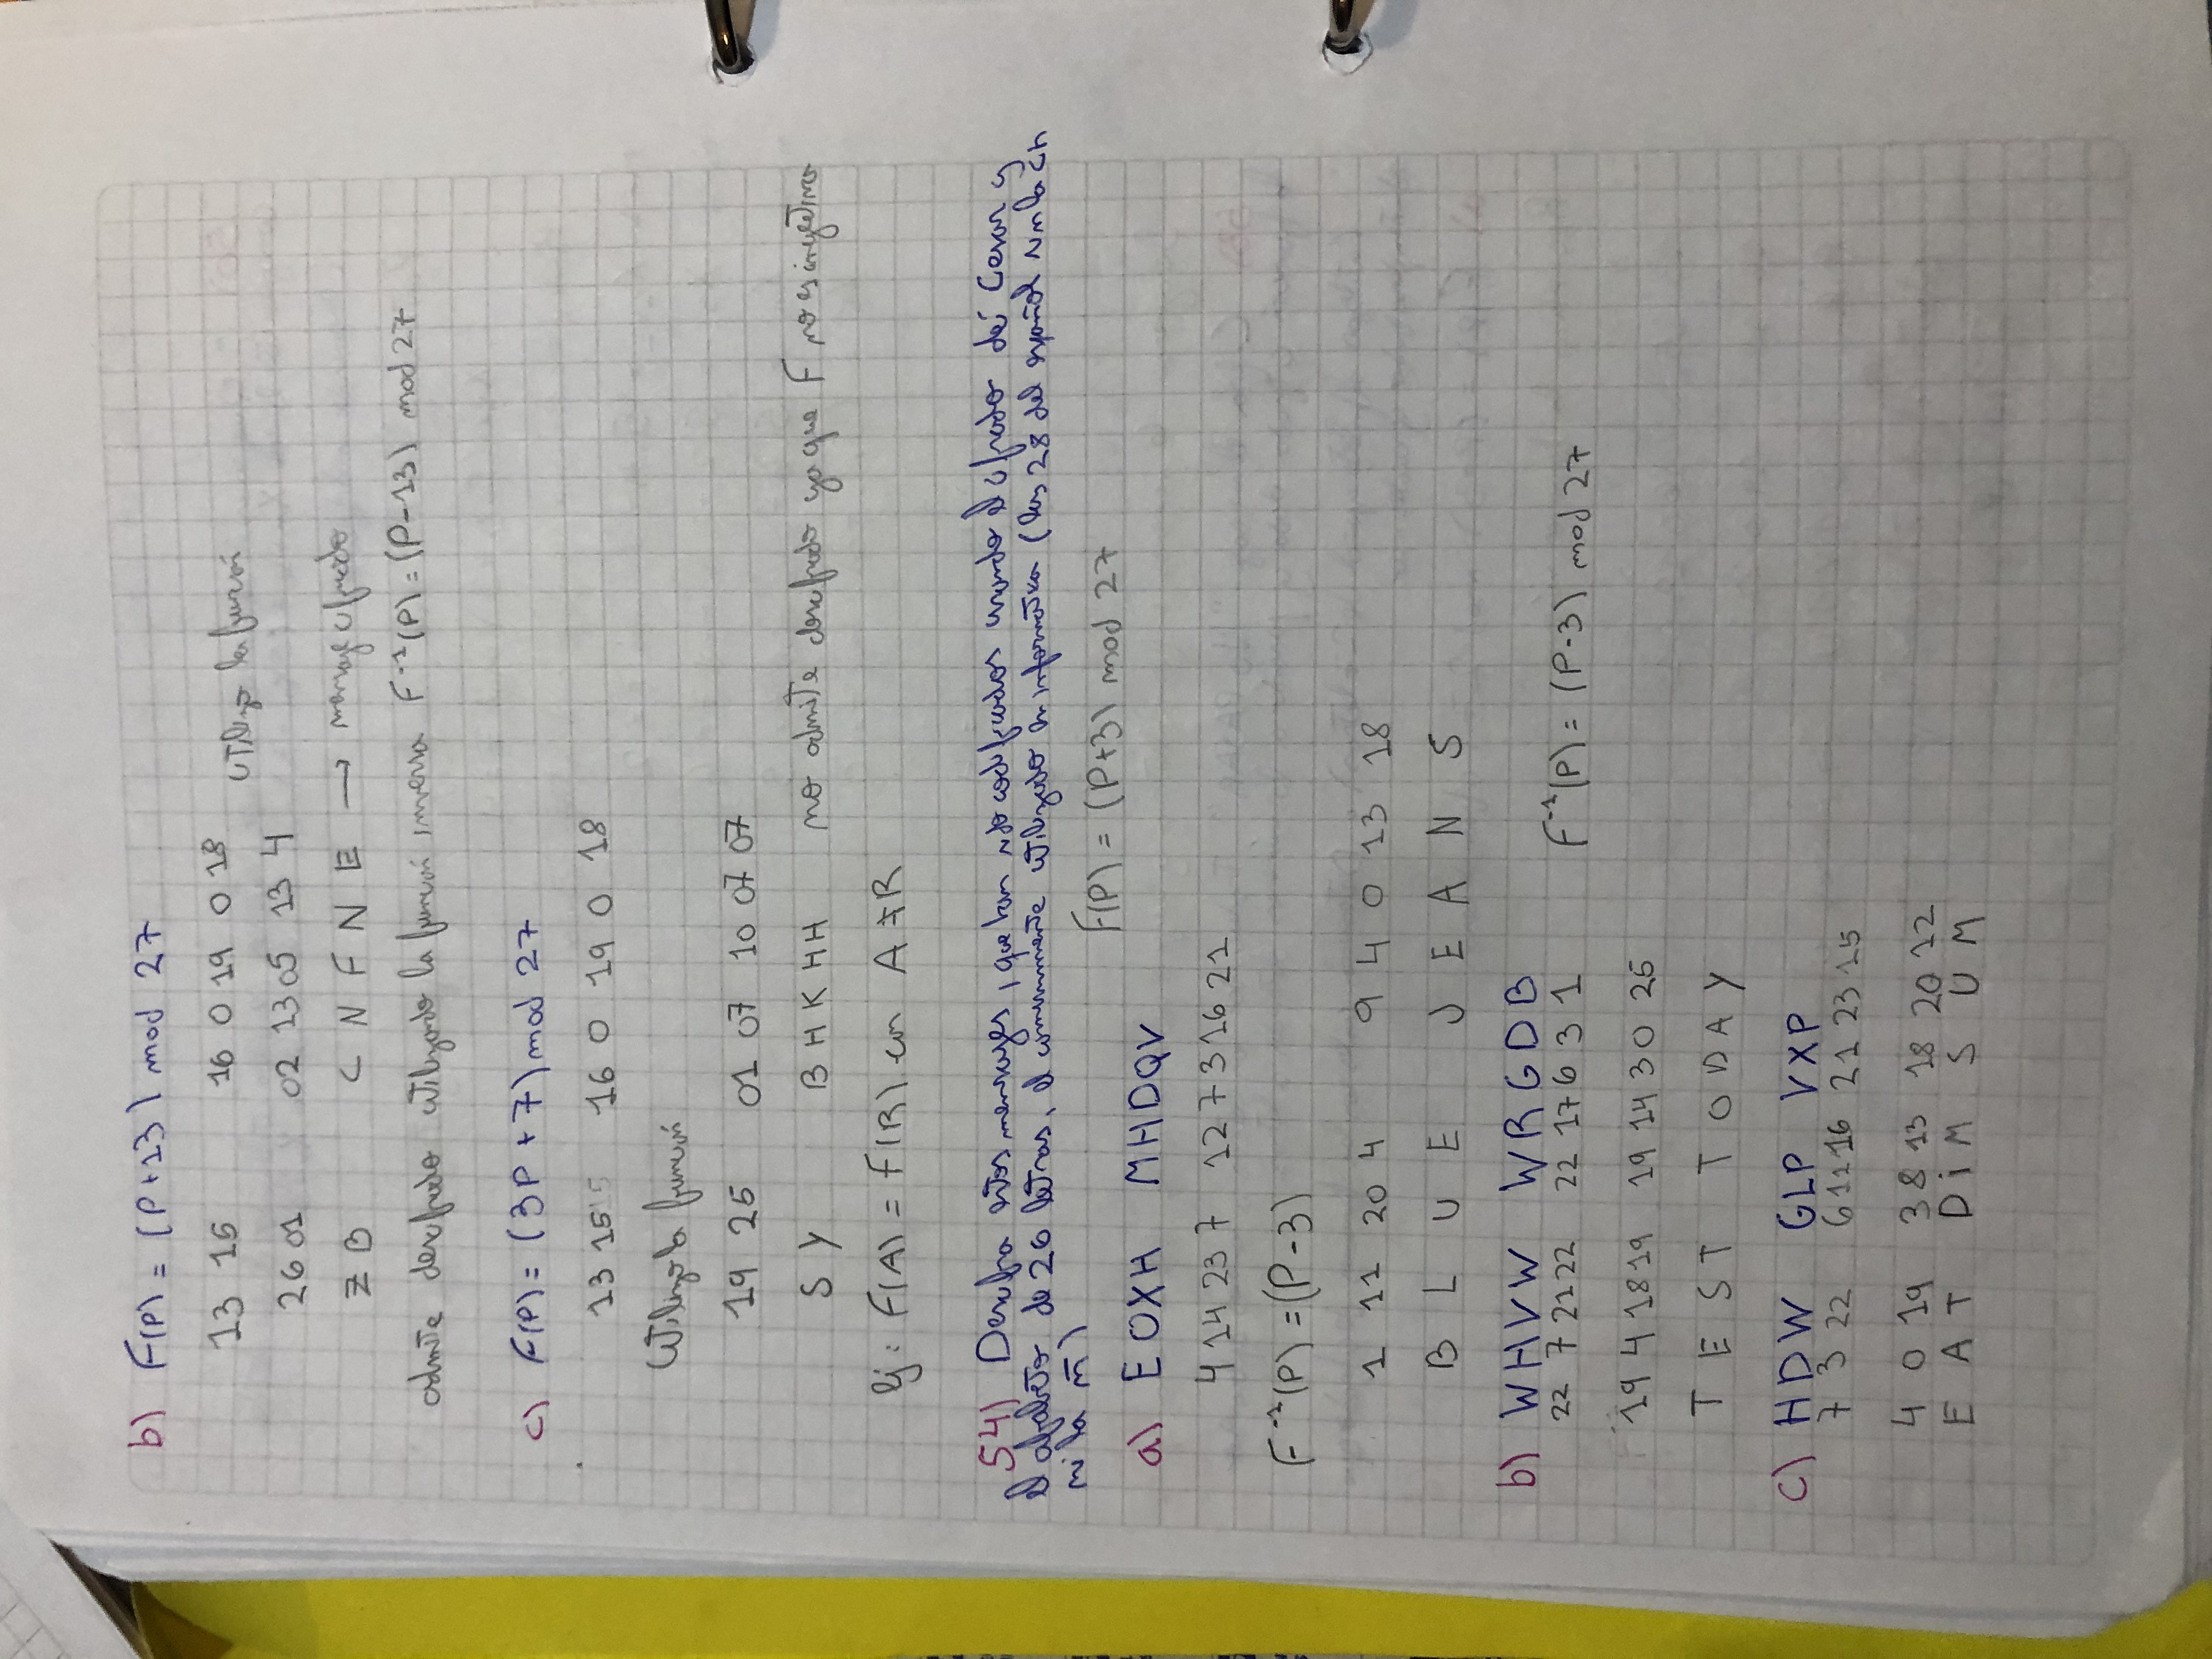 b) F(P) = (P+13) mod 27
13 15 16 0 19 0 18 utilizo la función
26 01 02 13 05 13 4
Z B C N F N E → mensaje cifrado
admite descifrado utilizando la función inversa F⁻¹(P) = (P-13) mod 27
c) F(P) = (3P + 7) mod 27
13 15 16 0 19 0 18
Utilizo la función
19 25 01 07 10 07 07
S Y B H K H H no admite descifrado ya que F no es inyectiva
Ej: F(A) = F(R) con A ≠ R
54) Descifra estos mensajes, que han sido codificados usando el cifrado de César y
el alfabeto de 26 letras, el comunmente utilizado en informática (las 28 del español sin la ch
ni la ñ)
F(P) = (P+3) mod 27
a) EOXH MHDQV
4 14 23 7 12 7 3 16 21
F⁻¹(P) = (P-3)
1 11 20 4 9 4 0 13 18
B L U E J E A N S
b) WHVW WRGDB
22 7 21 22 22 17 6 3 1 F⁻¹(P) = (P-3) mod 27
19 4 18 19 19 14 3 0 25
T E S T T O D A Y
c) HDW GLP VXP
7 3 22 6 11 16 21 23 15
4 0 19 3 8 13 18 20 12
E A T D i M S U M